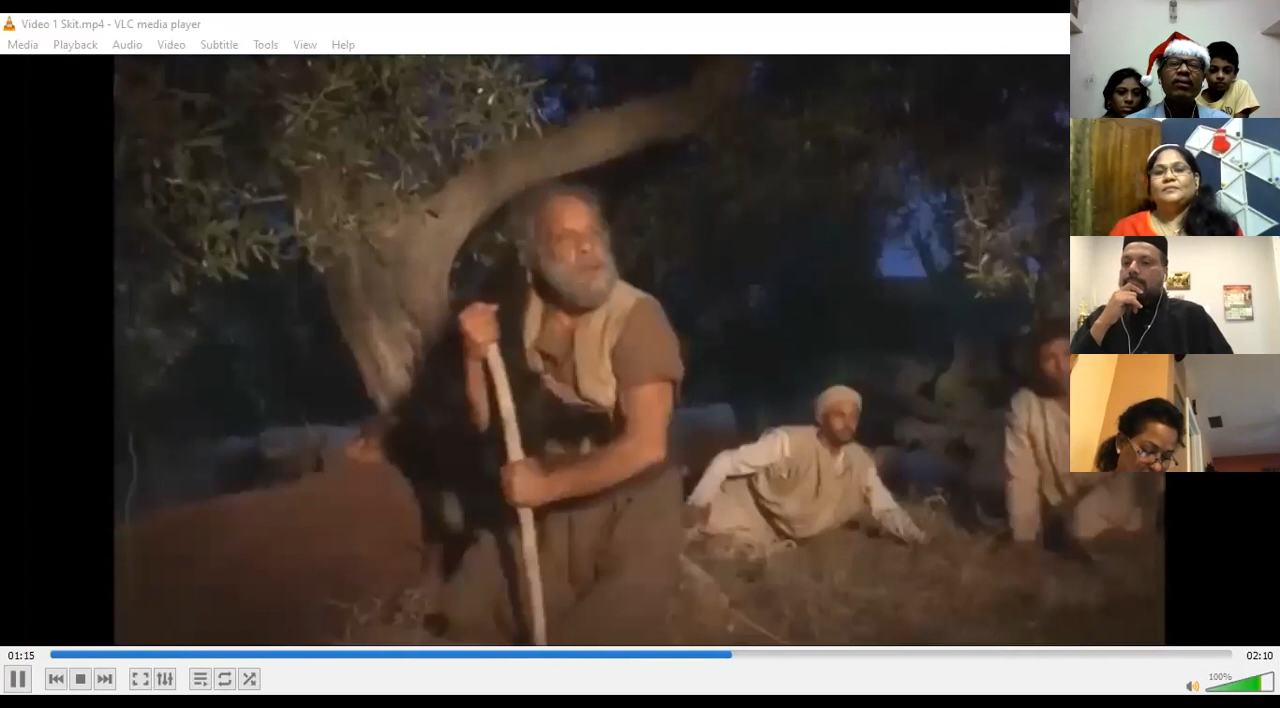 Video 1 Skit.mp4 - VLC media player
Media Playback Audio Video Subtitle Tools View Help
01:15
02:10
100%